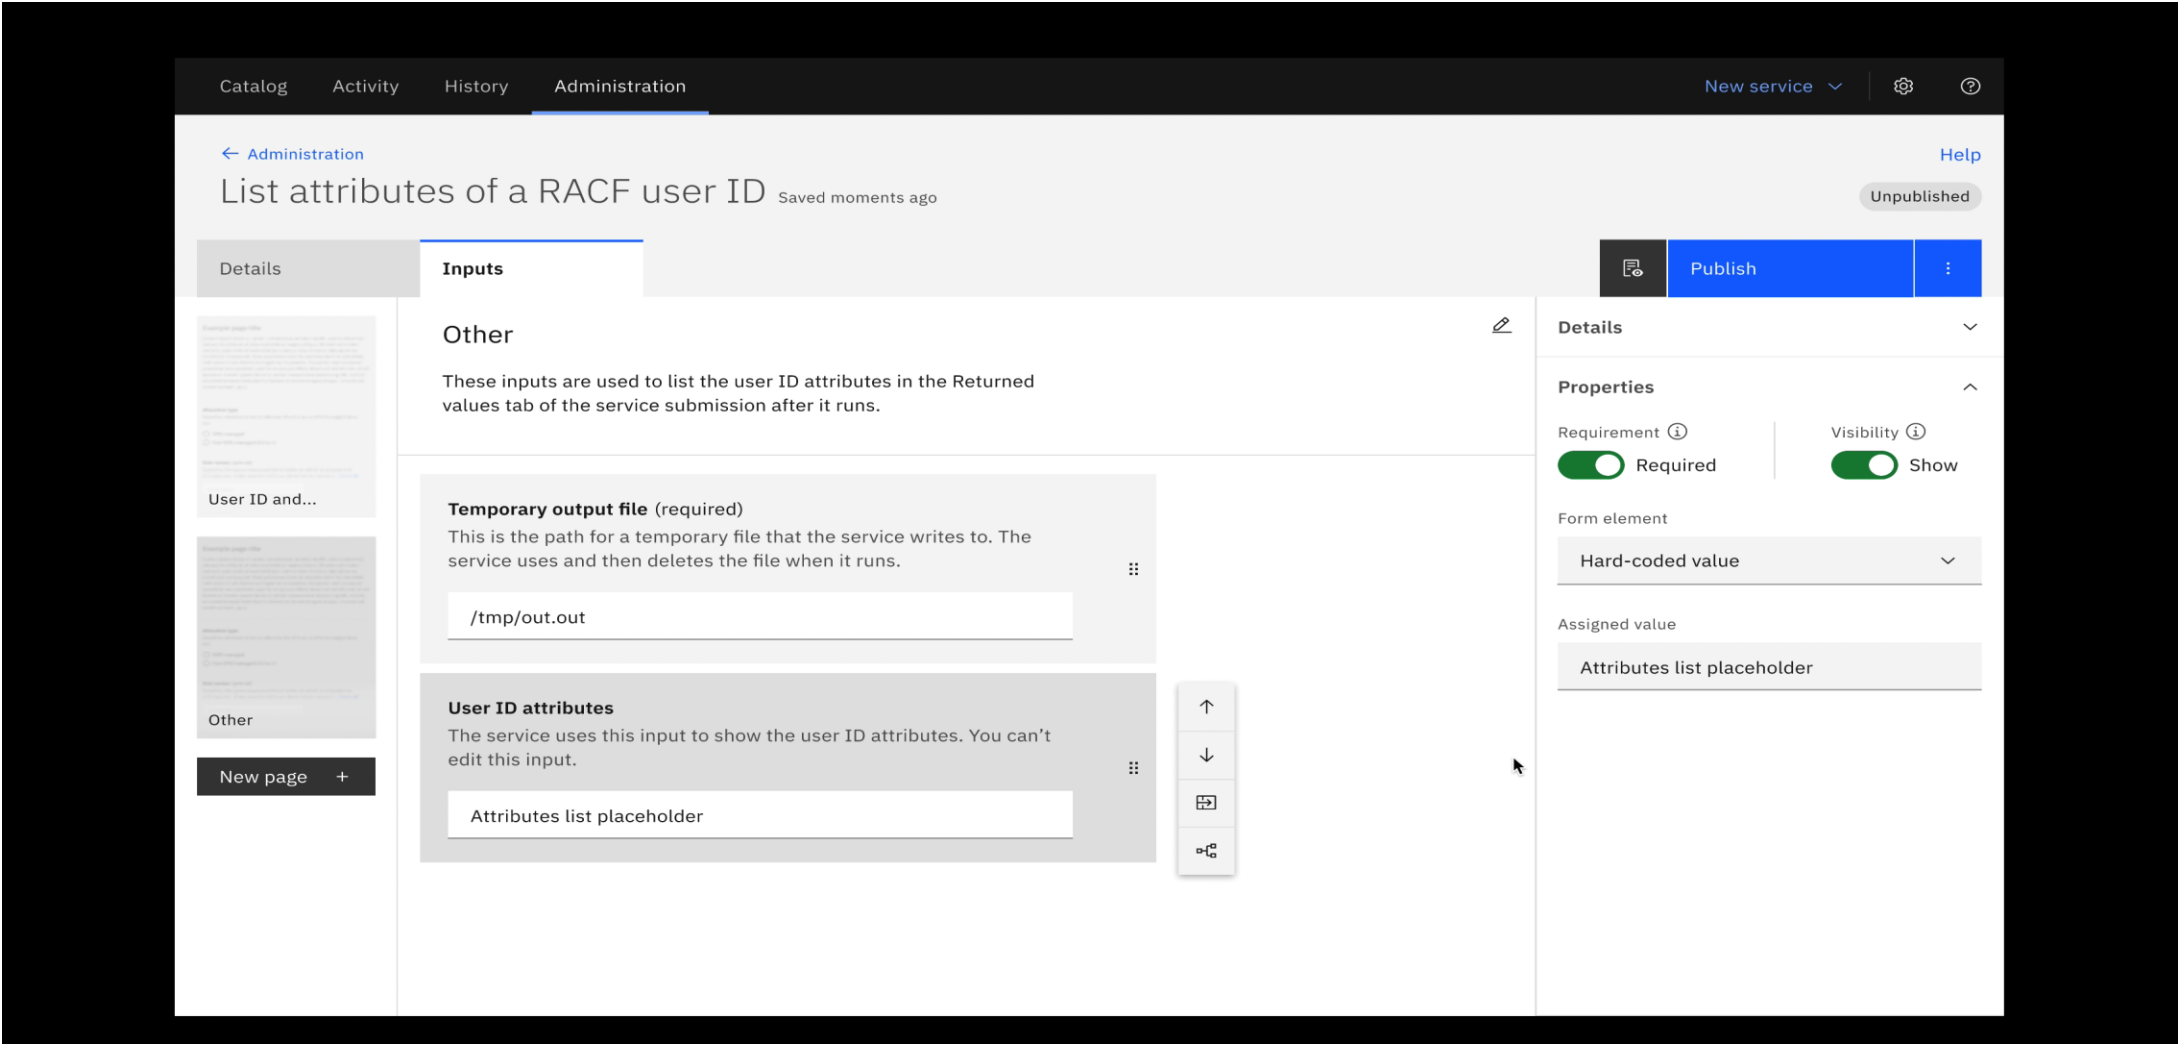 Catalog Activity History Administration New service
Administration Help
List attributes of a RACF user ID Saved moments ago Unpublished
Details Inputs Publish
User ID and...
Other
New page +
Other
These inputs are used to list the user ID attributes in the Returned
values tab of the service submission after it runs.
Temporary output file (required)
This is the path for a temporary file that the service writes to. The
service uses and then deletes the file when it runs.
/tmp/out.out
User ID attributes
The service uses this input to show the user ID attributes. You can’t
edit this input.
Attributes list placeholder
Details
Properties
Requirement Visibility
Required Show
Form element
Hard-coded value
Assigned value
Attributes list placeholder